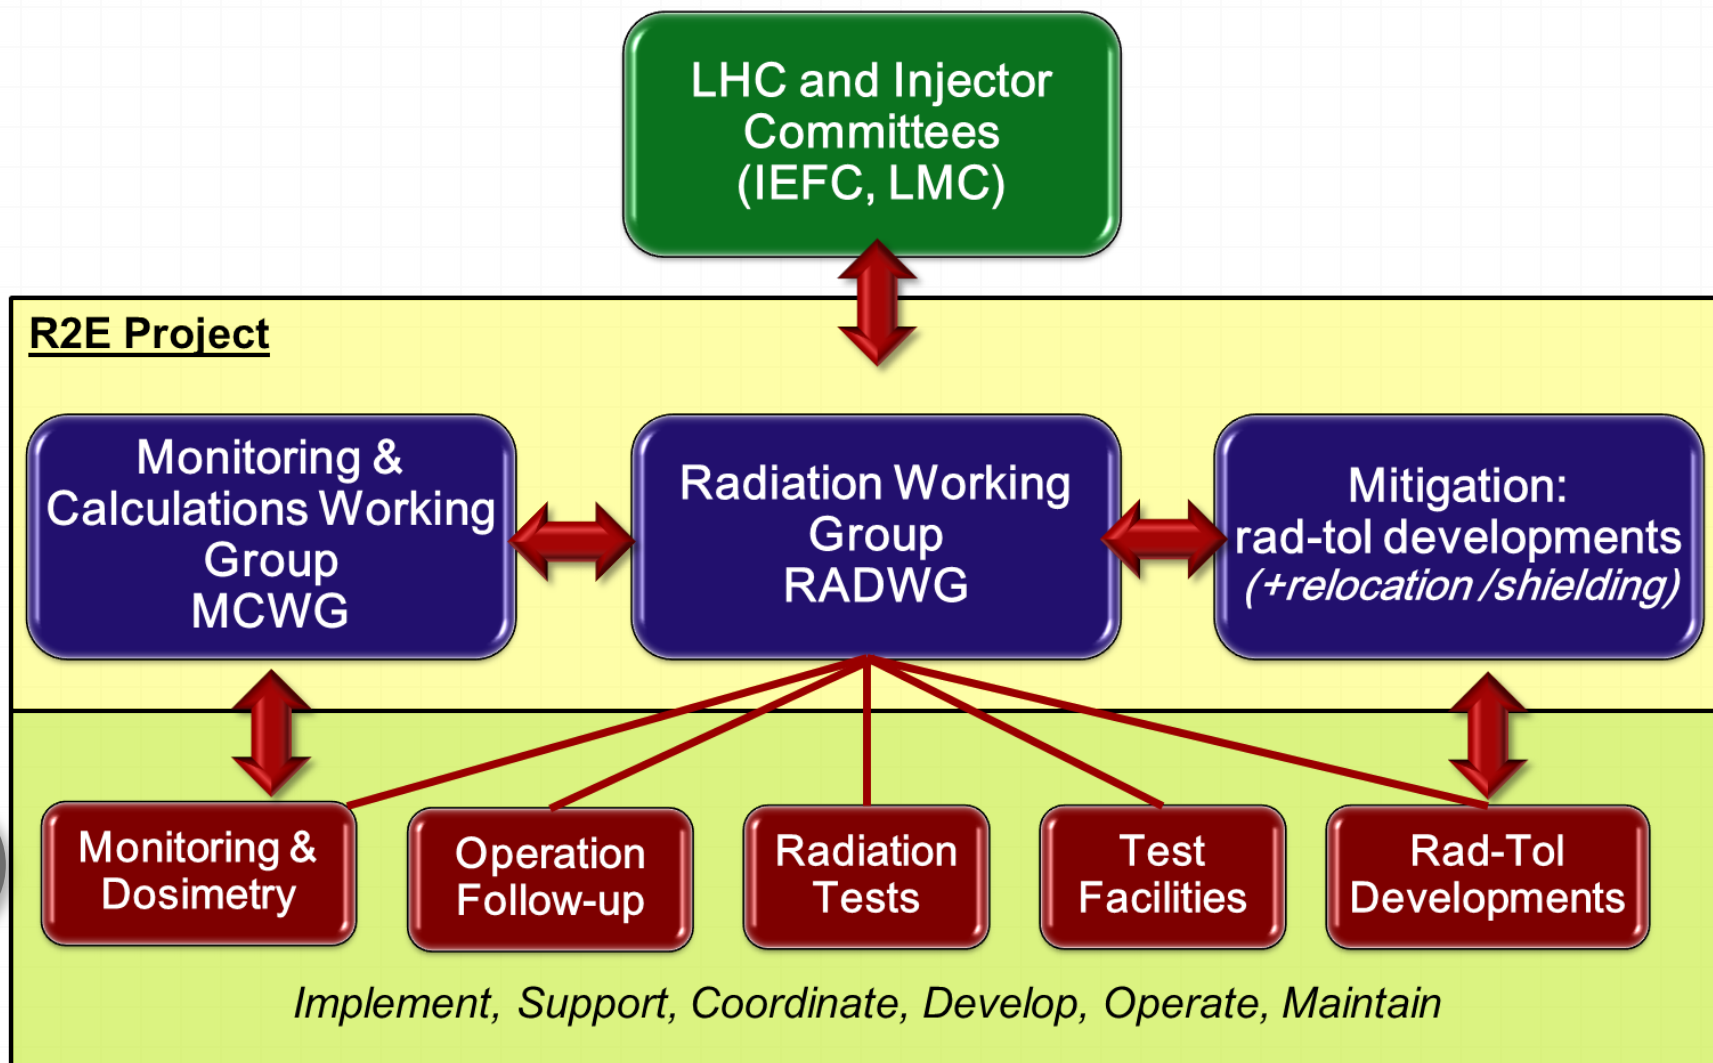 LHC and Injector
Committees
(IEFC, LMC)
R2E Project
Monitoring &
Calculations Working
Group
MCWG
Radiation Working
Group
RADWG
Mitigation:
rad-tol developments
(+relocation /shielding)
Monitoring &
Dosimetry
Operation
Follow-up
Radiation
Tests
Test
Facilities
Rad-Tol
Developments
Implement, Support, Coordinate, Develop, Operate, Maintain